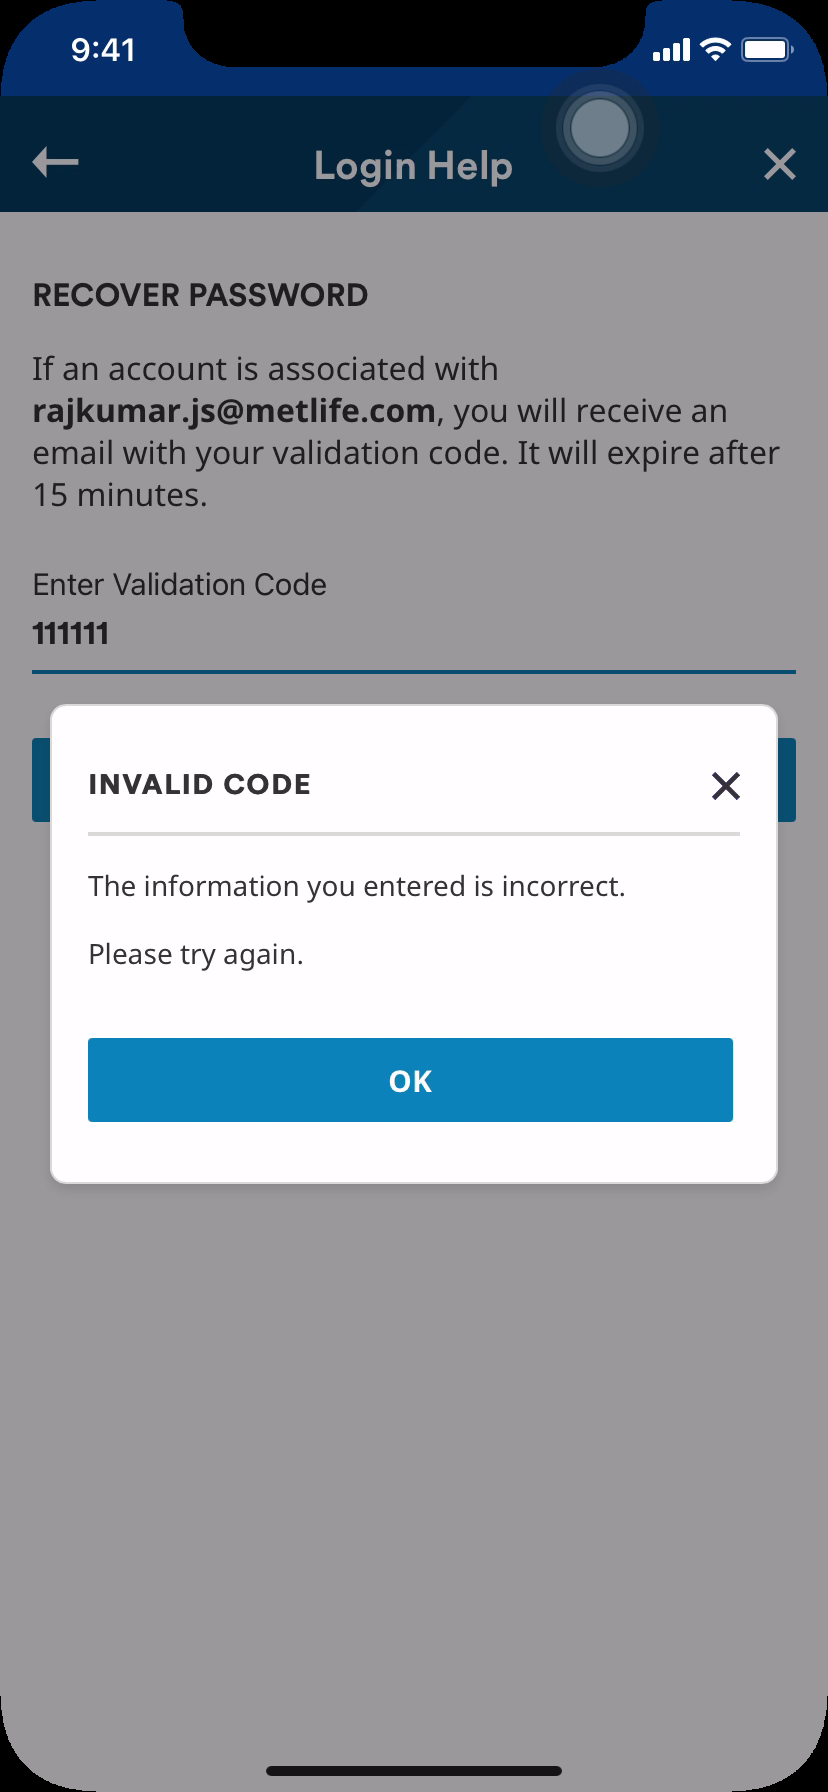 9:41
Login Help
RECOVER PASSWORD
If an account is associated with
rajkumar.js@metlife.com, you will receive an
email with your validation code. It will expire after
15 minutes.
Enter Validation Code
111111
INVALID CODE
The information you entered is incorrect.
Please try again.
OK